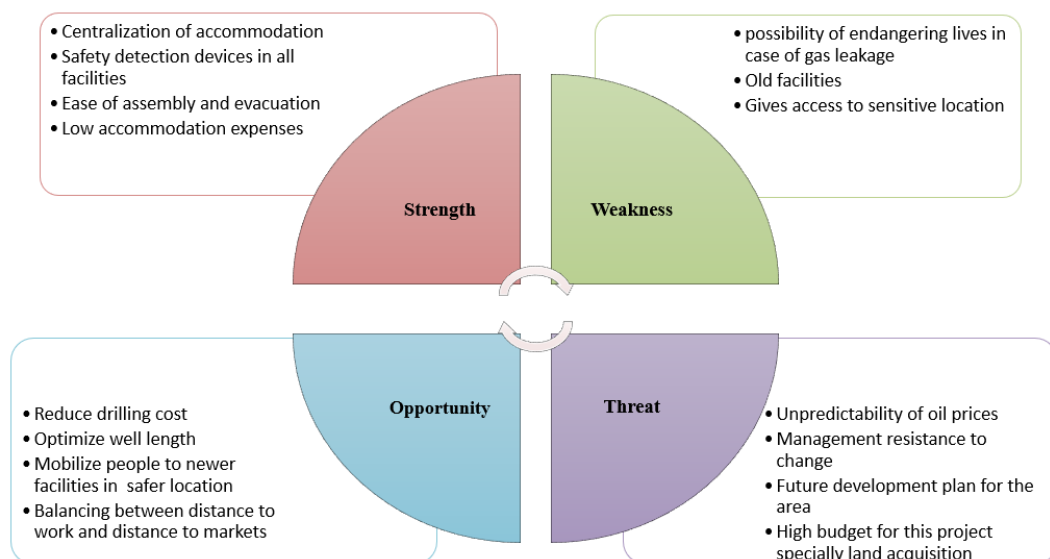 • Centralization of accommodation
• Safety detection devices in all
facilities
• Ease of assembly and evacuation
• Low accommodation expenses
Strength
• possibility of endangering lives in
case of gas leakage
• Old facilities
• Gives access to sensitive location
Weakness
• Reduce drilling cost
• Optimize well length
• Mobilize people to newer
facilities in safer location
• Balancing between distance to
work and distance to markets
Opportunity
• Unpredictability of oil prices
• Management resistance to
change
• Future development plan for the
area
• High budget for this project
specially land acquisition
Threat